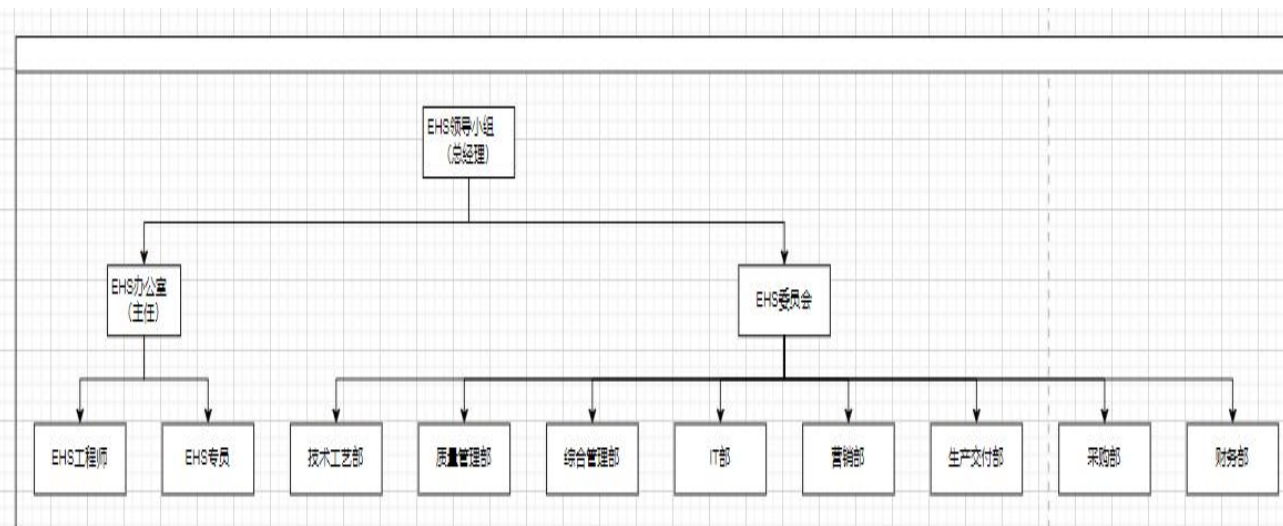 EHS领导小组
（总经理）
EHS办公室
（主任）
EHS委员会
EHS工程师
EHS专员
技术工艺部
质量管理部
综合管理部
IT部
营销部
生产交付部
采购部
财务部